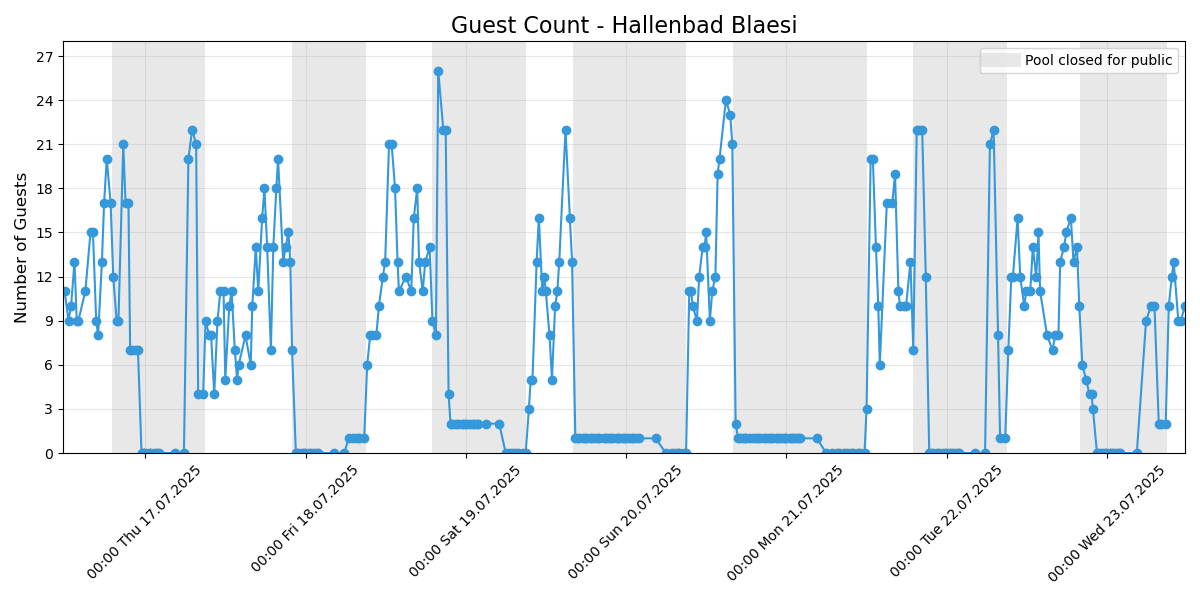 Guest Count - Hallenbad Blaesi
Pool closed for public
Number of Guests
27
24
21
18
15
12
9
6
3
0
00:00 Thu 17.07.2025
00:00 Fri 18.07.2025
00:00 Sat 19.07.2025
00:00 Sun 20.07.2025
00:00 Mon 21.07.2025
00:00 Tue 22.07.2025
00:00 Wed 23.07.2025